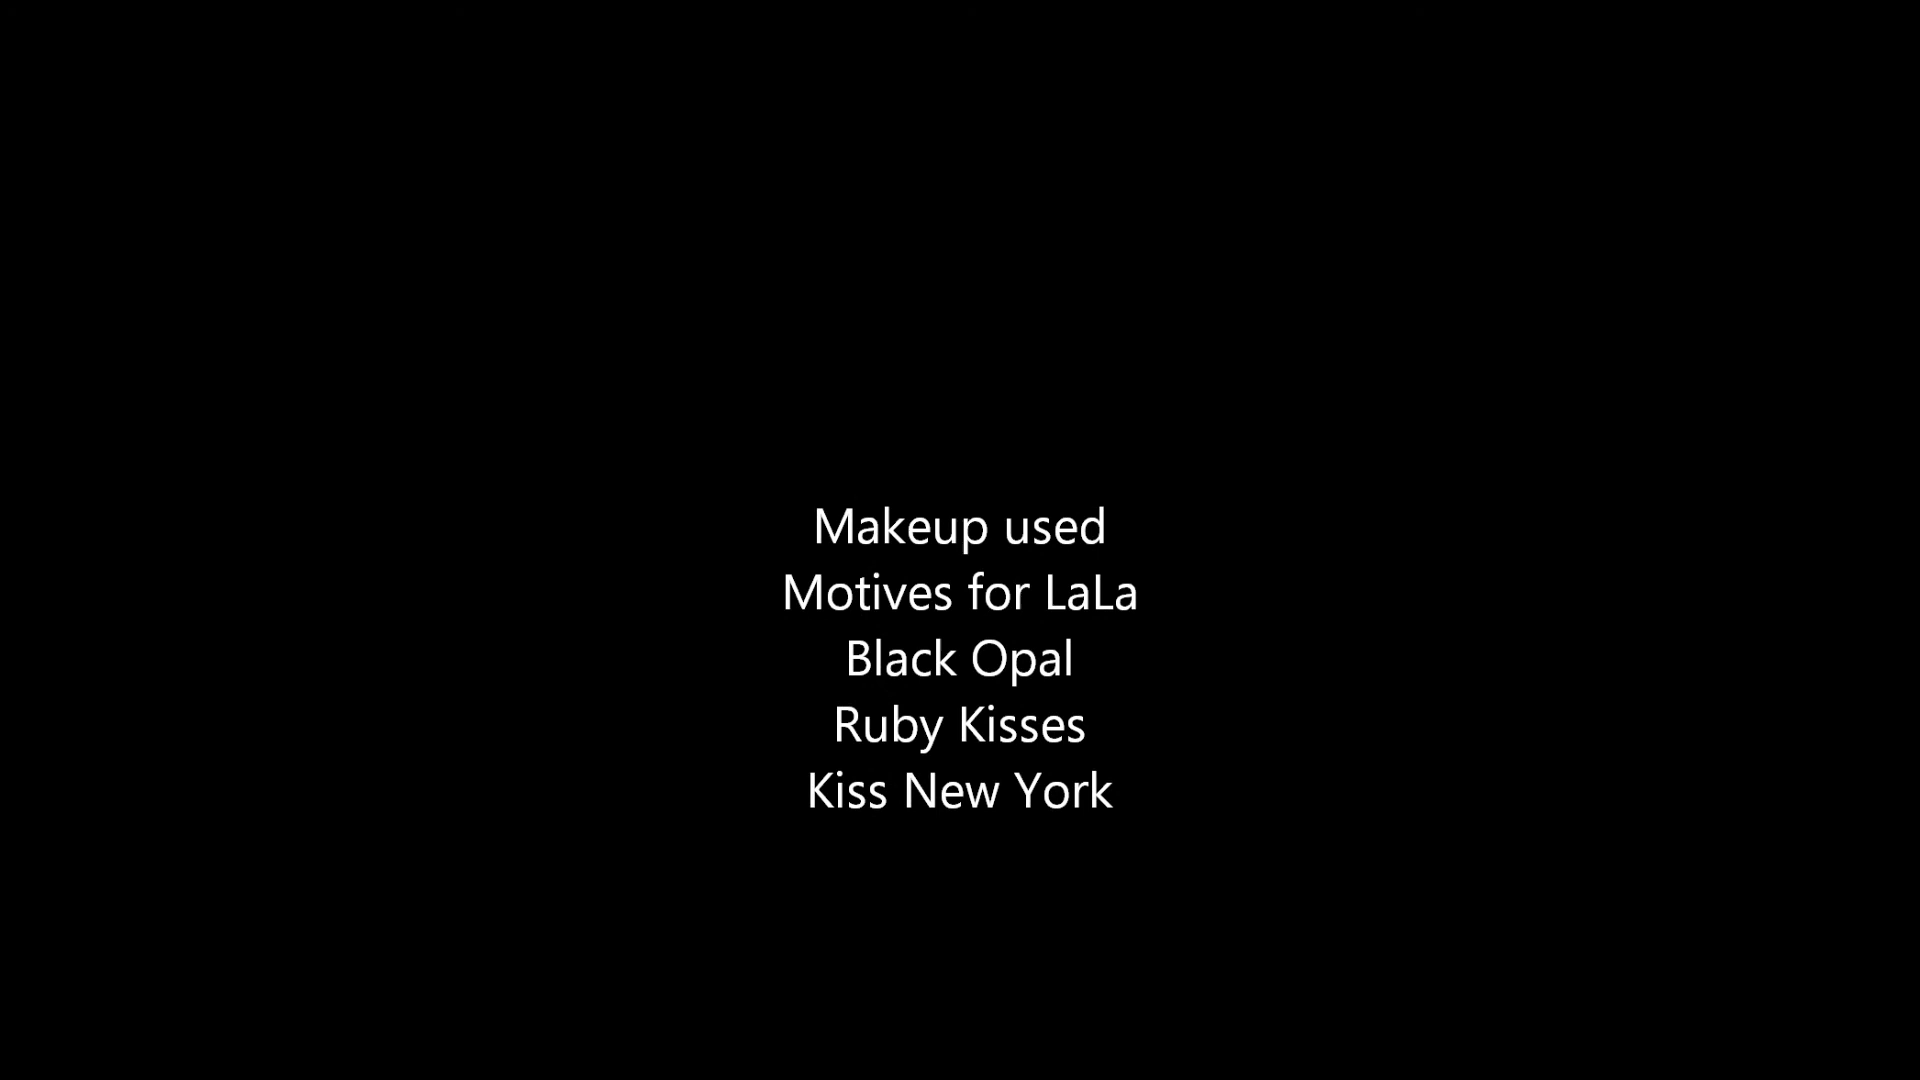 Makeup used
Motives for LaLa
Black Opal
Ruby Kisses
Kiss New York